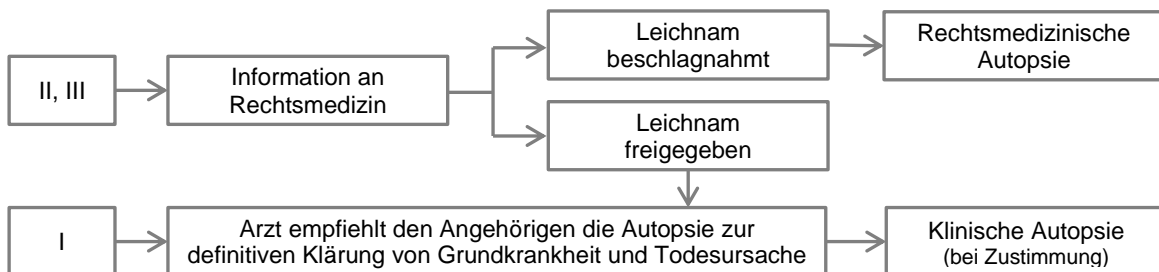 II, III
Information an
Rechtsmedizin
Leichnam
beschlagnahmt
Rechtsmedizinische
Autopsie
Leichnam
freigegeben
I
Arzt empfiehlt den Angehörigen die Autopsie zur
definitiven Klärung von Grundkrankheit und Todesursache
Klinische Autopsie
(bei Zustimmung)